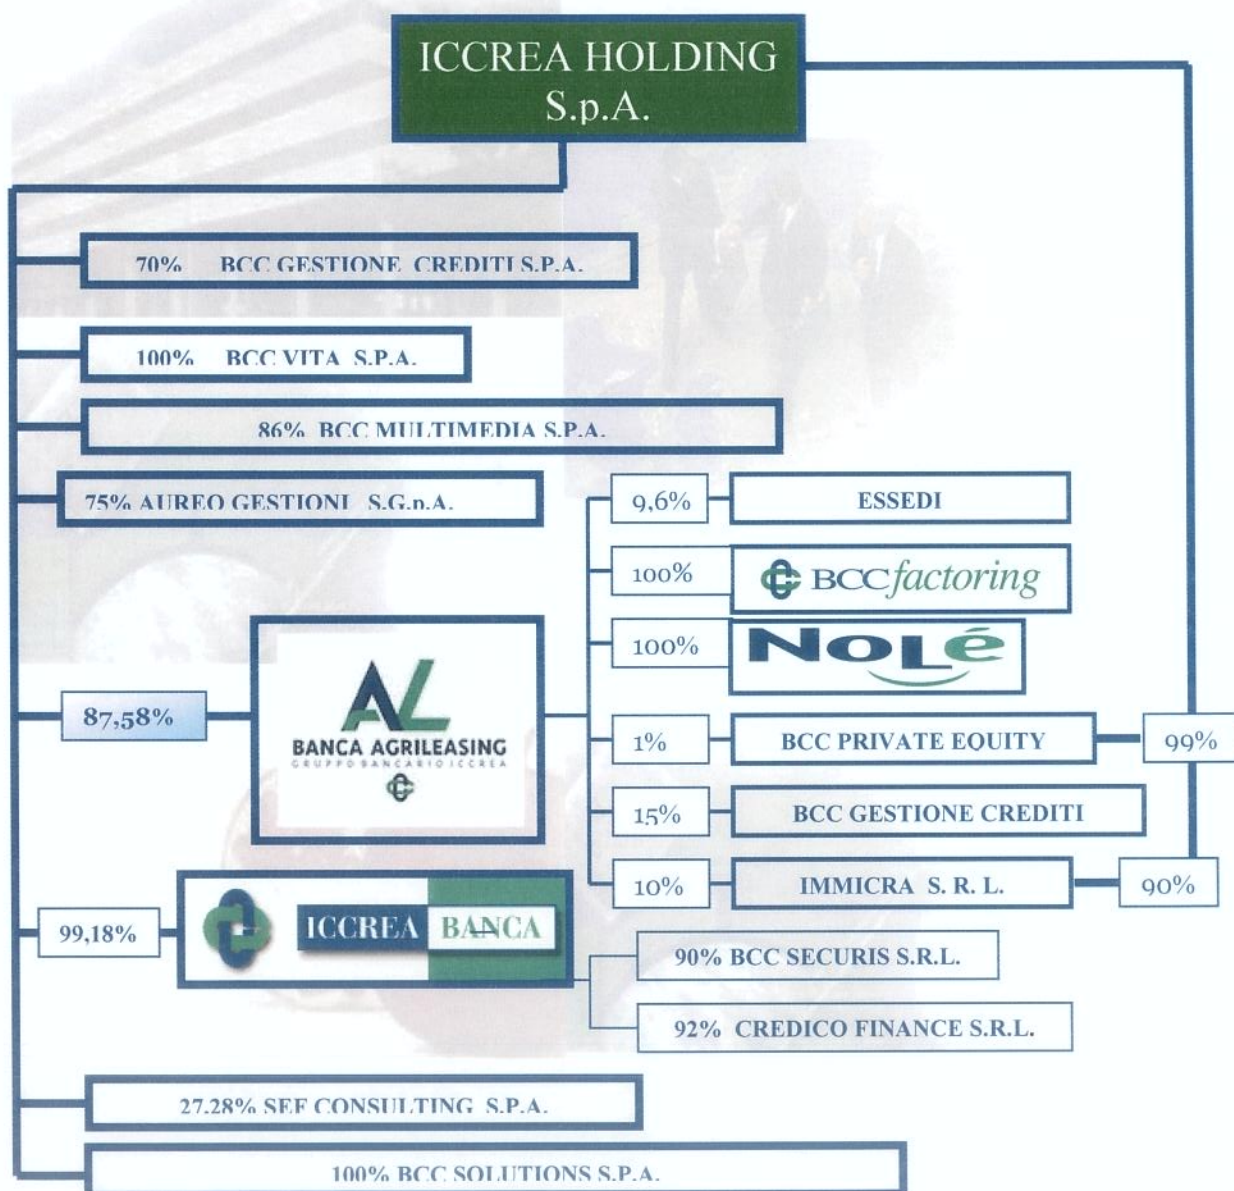 ICCREA HOLDING
S.p.A.
70% BCC GESTIONE CREDITI S.P.A.
100% BCC VITA S.P.A.
86% BCC MULTIMEDIA S.P.A.
75% AUREO GESTIONI S.G.p.A.
9,6% ESSEDI
100% BCC factoring
100% NOLé
87,58%
AL
BANCA AGRILEASING
GRUPPO BANCARIO ICCREA
1% BCC PRIVATE EQUITY 99%
15% BCC GESTIONE CREDITI
10% IMMICRA S. R. L. 90%
99,18% ICCREA BANCA
90% BCC SECURIS S.R.L.
92% CREDICO FINANCE S.R.L.
27.28% SEF CONSULTING S.P.A.
100% BCC SOLUTIONS S.P.A.